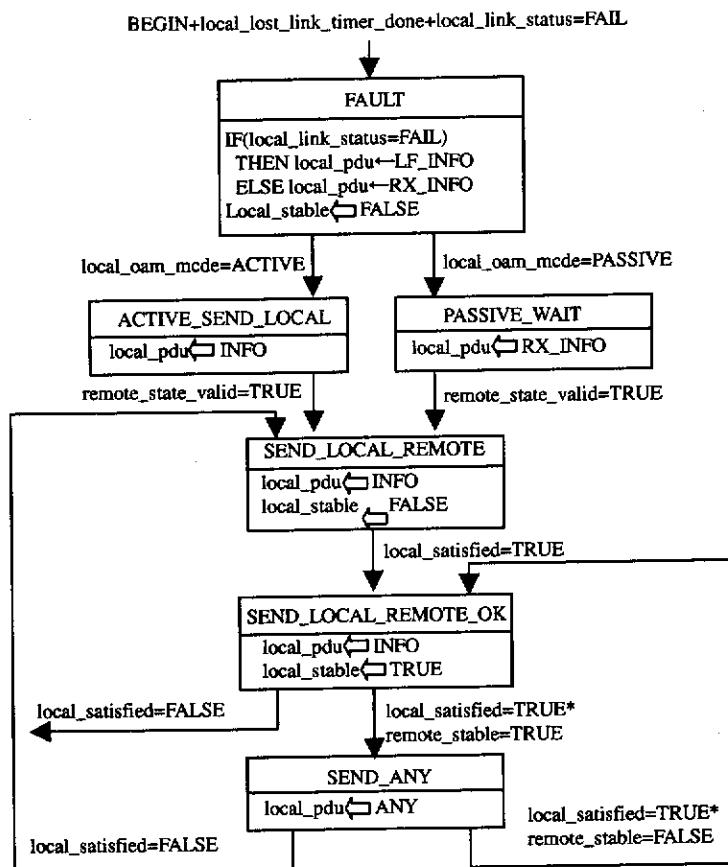 BEGIN+local_lost_link_timer_done+local_link_status=FAIL
FAULT
IF(local_link_status=FAIL)
THEN local_pdu←LF_INFO
ELSE local_pdu←RX_INFO
Local_stable⇐FALSE
local_oam_mcde=ACTIVE
local_oam_mcde=PASSIVE
ACTIVE_SEND_LOCAL
local_pdu⇐INFO
PASSIVE_WAIT
local_pdu⇐RX_INFO
remote_state_valid=TRUE
remote_state_valid=TRUE
SEND_LOCAL_REMOTE
local_pdu⇐INFO
local_stable⇐FALSE
local_satisfied=TRUE
SEND_LOCAL_REMOTE_OK
local_pdu⇐INFO
local_stable⇐TRUE
local_satisfied=FALSE
local_satisfied=TRUE*
remote_stable=TRUE
SEND_ANY
local_pdu⇐ANY
local_satisfied=FALSE
local_satisfied=TRUE*
remote_stable=FALSE